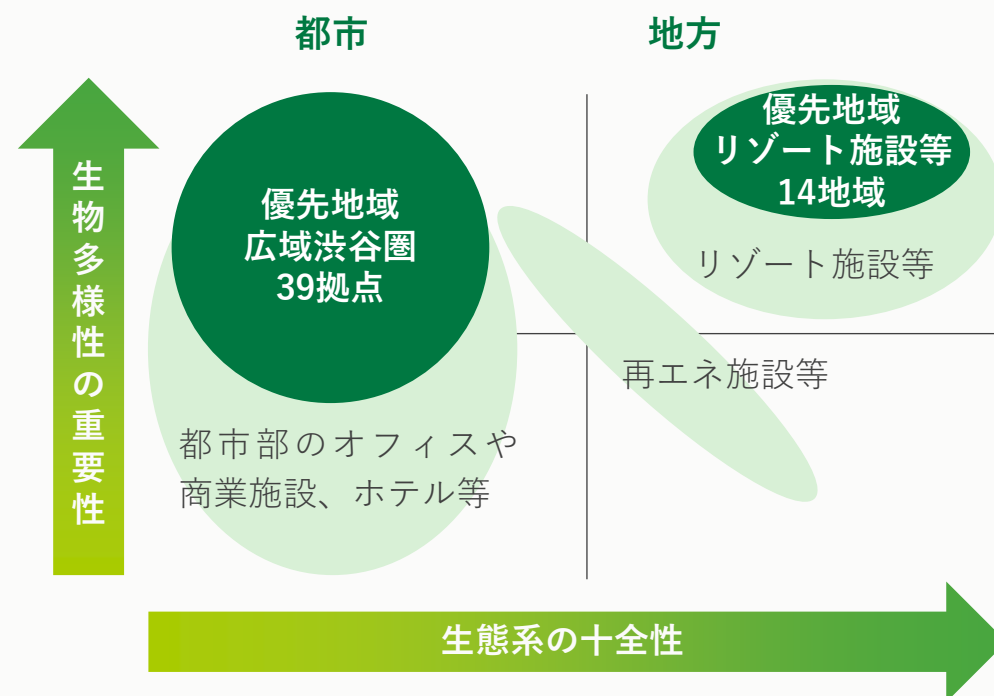 都市
地方
生物多様性の重要性
優先地域
広域渋谷圏
39拠点
都市部のオフィスや
商業施設、ホテル等
優先地域
リゾート施設等
14地域
リゾート施設等
再エネ施設等
生態系の十全性